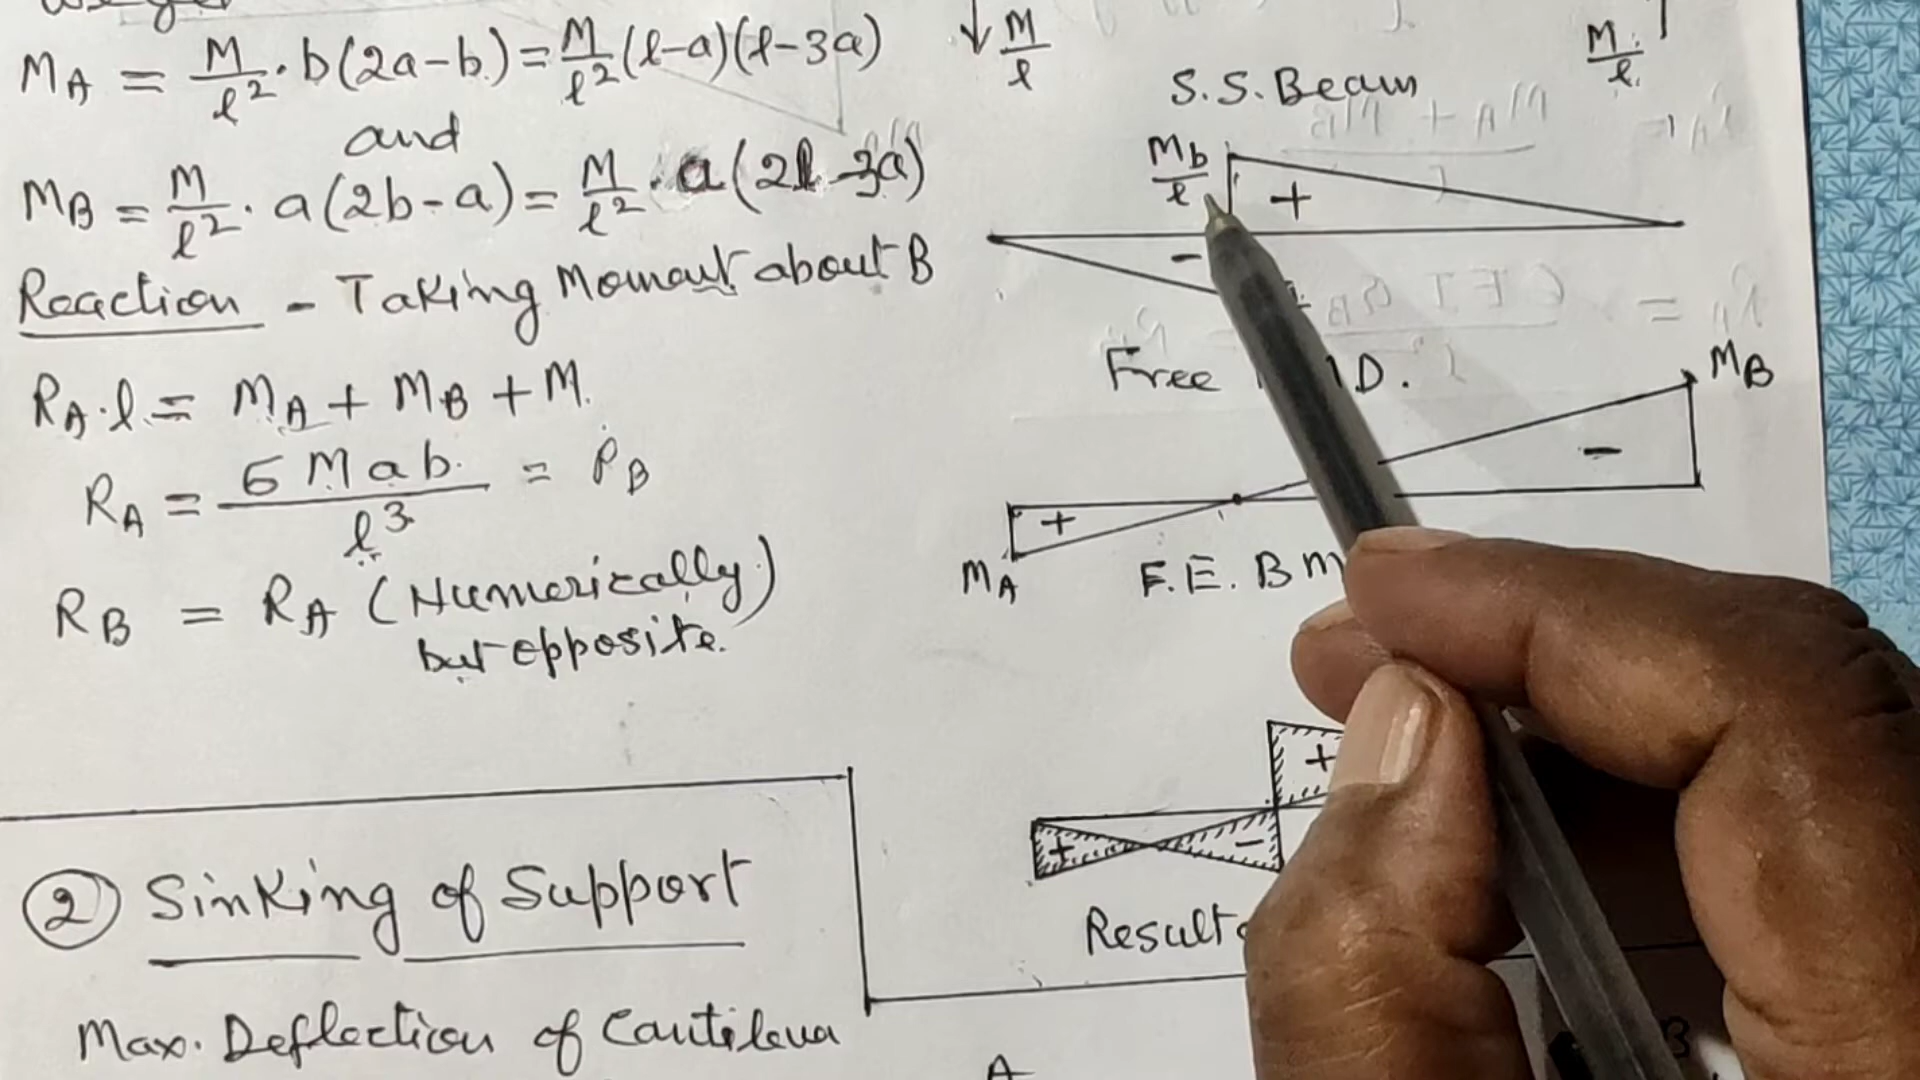 M_A = M/l² · b(2a-b) = M/l² (l-a)(l-3a)
and
M_B = M/l² · a(2b-a) = M/l² · a(2l-3a)
Reaction - Taking Moment about B
R_A · l = M_A + M_B + M
R_A = 6Mab / l³ = R_B
R_B = R_A (Numerically)
but opposite.
② Sinking of Support
Max. Deflection of Cantilever
↓ M/l
M/l ↑
S.S. Beam
Mb/l
+
-
Free
D.
M_B
+
-
M_A
F.E. BM
+
+
-
A
B